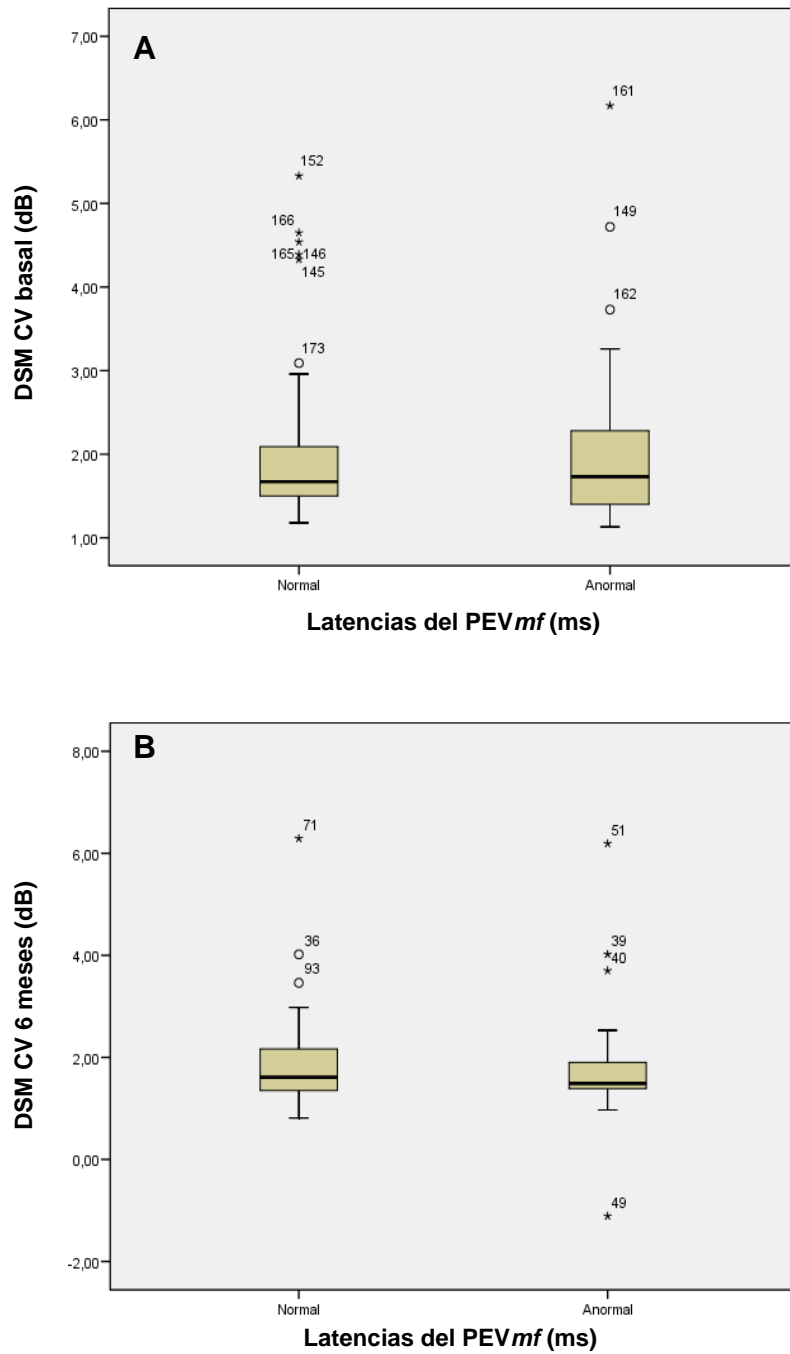 A
7,00
6,00
5,00
4,00
3,00
2,00
1,00
DSM CV basal (dB)
152
166
165 146
145
173
161
149
162
Normal
Anormal
Latencias del PEVmf (ms)
B
8,00
6,00
4,00
2,00
0,00
-2,00
DSM CV 6 meses (dB)
71
36
93
51
39
40
49
Normal
Anormal
Latencias del PEVmf (ms)